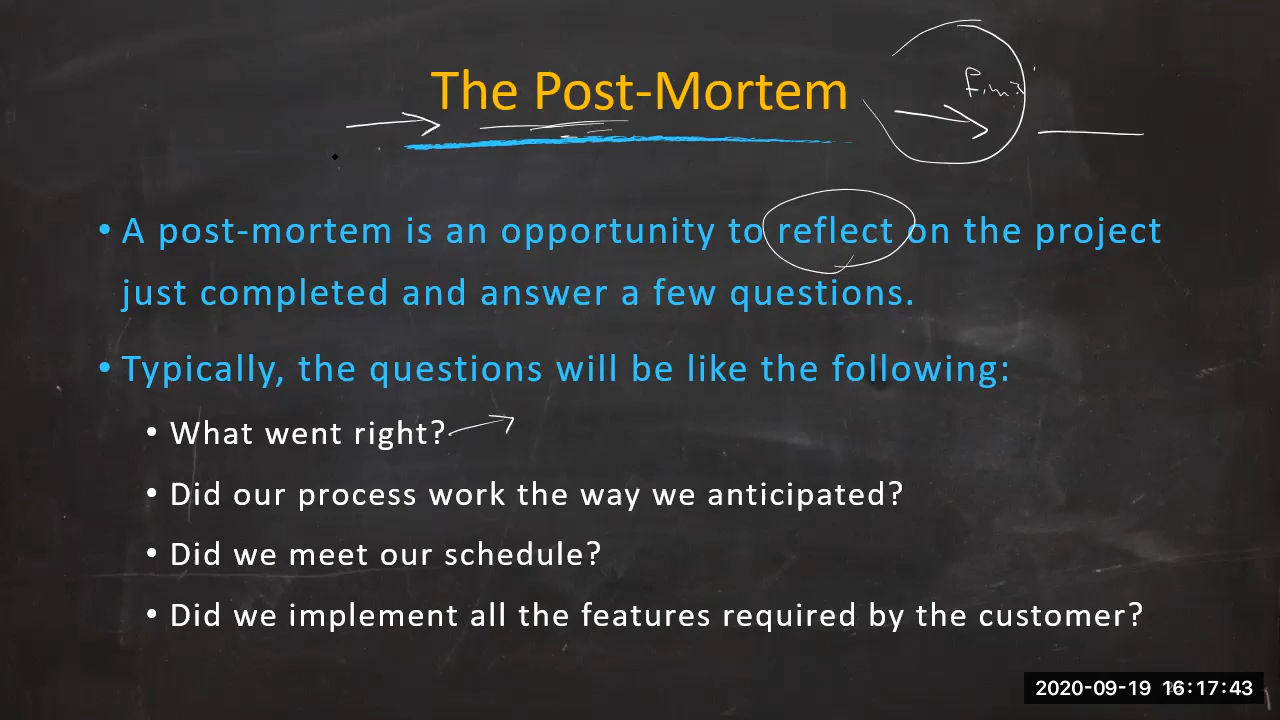 The Post-Mortem
• A post-mortem is an opportunity to reflect on the project
just completed and answer a few questions.
• Typically, the questions will be like the following:
• What went right?
• Did our process work the way we anticipated?
• Did we meet our schedule?
• Did we implement all the features required by the customer?
2020-09-19 16:17:43